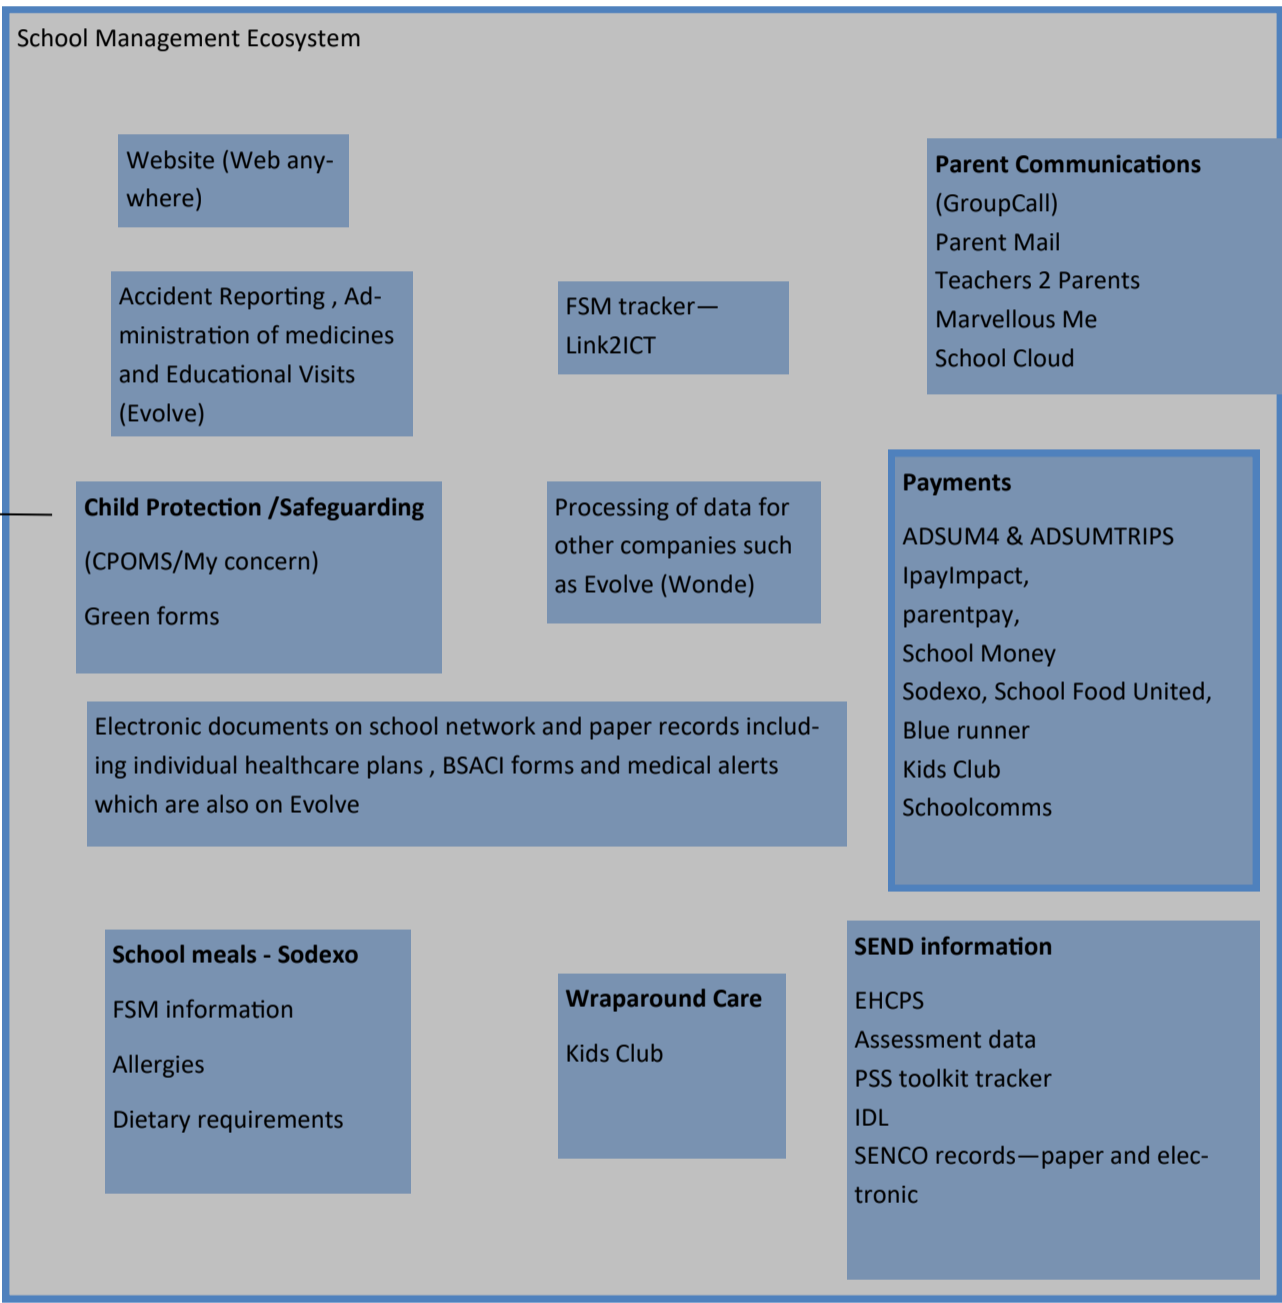 School Management Ecosystem
Website (Web any-
where)
Parent Communications
(GroupCall)
Parent Mail
Teachers 2 Parents
Marvellous Me
School Cloud
Accident Reporting , Ad-
ministration of medicines
and Educational Visits
(Evolve)
FSM tracker—
Link2ICT
Child Protection /Safeguarding
(CPOMS/My concern)
Green forms
Processing of data for
other companies such
as Evolve (Wonde)
Payments
ADSUM4 & ADSUMTRIPS
IpayImpact,
parentpay,
School Money
Sodexo, School Food United,
Blue runner
Kids Club
Schoolcomms
Electronic documents on school network and paper records includ-
ing individual healthcare plans , BSACI forms and medical alerts
which are also on Evolve
School meals - Sodexo
FSM information
Allergies
Dietary requirements
Wraparound Care
Kids Club
SEND information
EHCPS
Assessment data
PSS toolkit tracker
IDL
SENCO records—paper and elec-
tronic